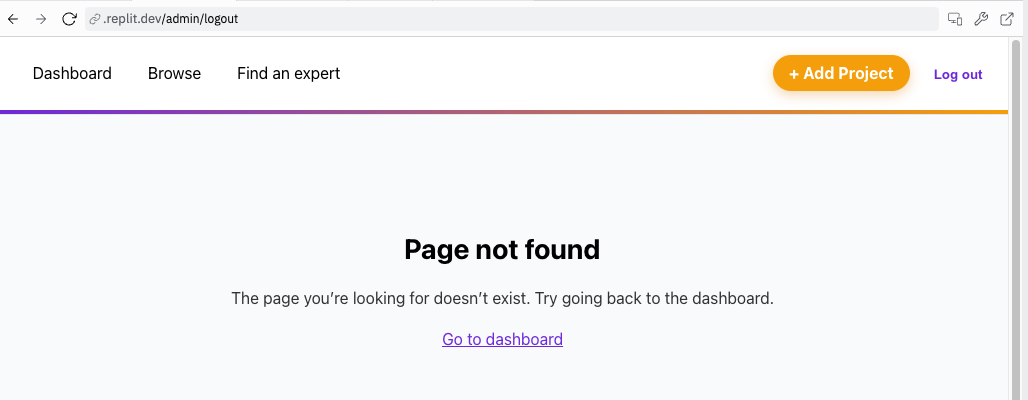 .replit.dev/admin/logout
Dashboard Browse Find an expert + Add Project Log out
Page not found
The page you’re looking for doesn’t exist. Try going back to the dashboard.
Go to dashboard